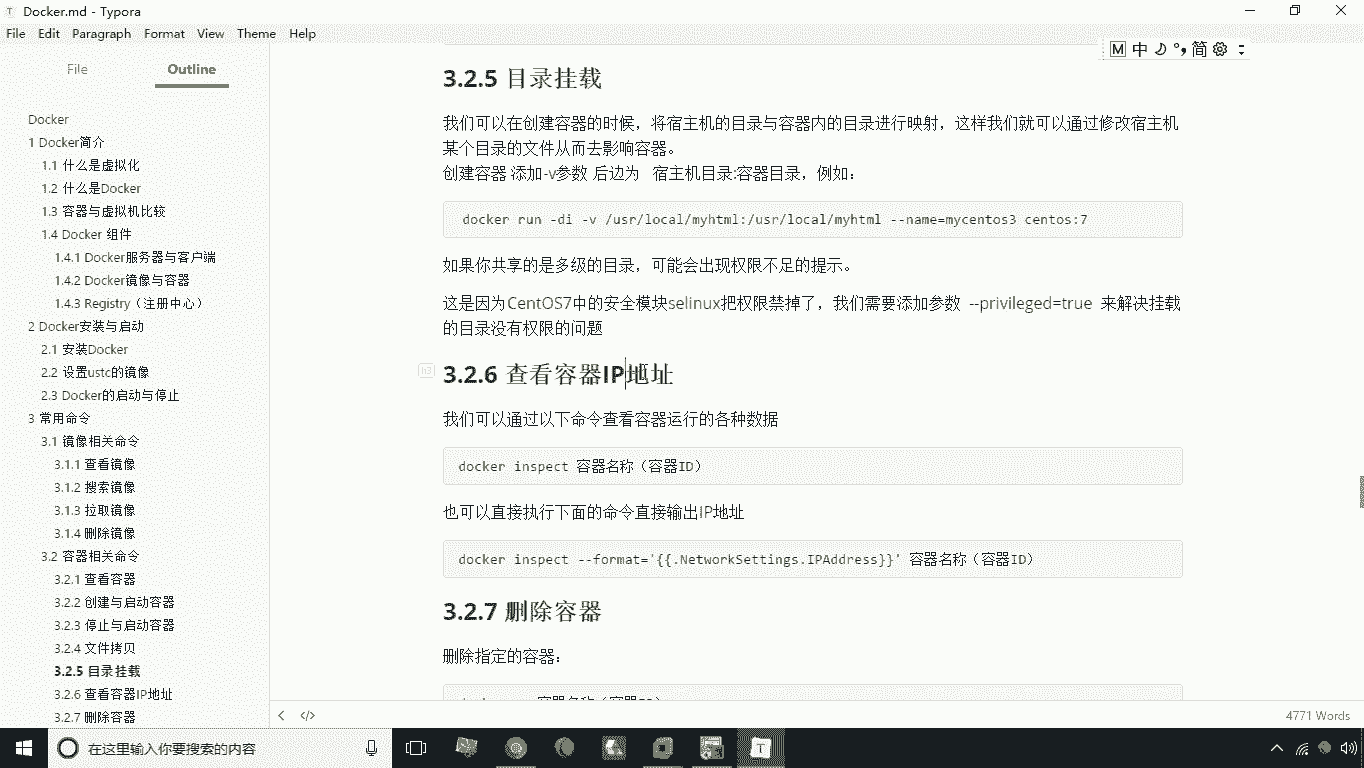 Docker.md - Typora
File Edit Paragraph Format View Theme Help
M 中 简
File Outline
Docker
1 Docker简介
1.1 什么是虚拟化
1.2 什么是Docker
1.3 容器与虚拟机比较
1.4 Docker 组件
1.4.1 Docker服务器与客户端
1.4.2 Docker镜像与容器
1.4.3 Registry（注册中心）
2 Docker安装与启动
2.1 安装Docker
2.2 设置ustc的镜像
2.3 Docker的启动与停止
3 常用命令
3.1 镜像相关命令
3.1.1 查看镜像
3.1.2 搜索镜像
3.1.3 拉取镜像
3.1.4 删除镜像
3.2 容器相关命令
3.2.1 查看容器
3.2.2 创建与启动容器
3.2.3 停止与启动容器
3.2.4 文件拷贝
3.2.5 目录挂载
3.2.6 查看容器IP地址
3.2.7 删除容器
3.2.5 目录挂载
我们可以在创建容器的时候，将宿主机的目录与容器内的目录进行映射，这样我们就可以通过修改宿主机
某个目录的文件从而去影响容器。
创建容器 添加-v参数 后边为 宿主机目录:容器目录，例如：
docker run -di -v /usr/local/myhtml:/usr/local/myhtml --name=mycentos3 centos:7
如果你共享的是多级的目录，可能会出现权限不足的提示。
这是因为CentOS7中的安全模块selinux把权限禁掉了，我们需要添加参数 --privileged=true 来解决挂载
的目录没有权限的问题
h3
3.2.6 查看容器IP地址
我们可以通过以下命令查看容器运行的各种数据
docker inspect 容器名称（容器ID）
也可以直接执行下面的命令直接输出IP地址
docker inspect --format='{{.NetworkSettings.IPAddress}}' 容器名称（容器ID）
3.2.7 删除容器
删除指定的容器：
4771 Words
在这里输入你要搜索的内容
T